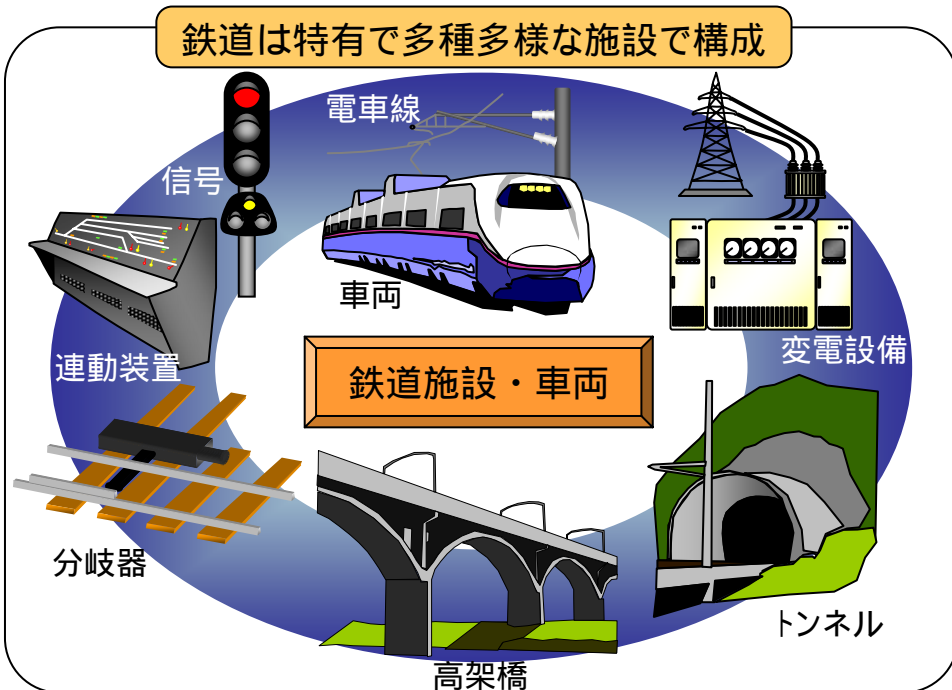 鉄道は特有で多種多様な施設で構成
電車線
信号
車両
連動装置
変電設備
鉄道施設・車両
分岐器
トンネル
高架橋